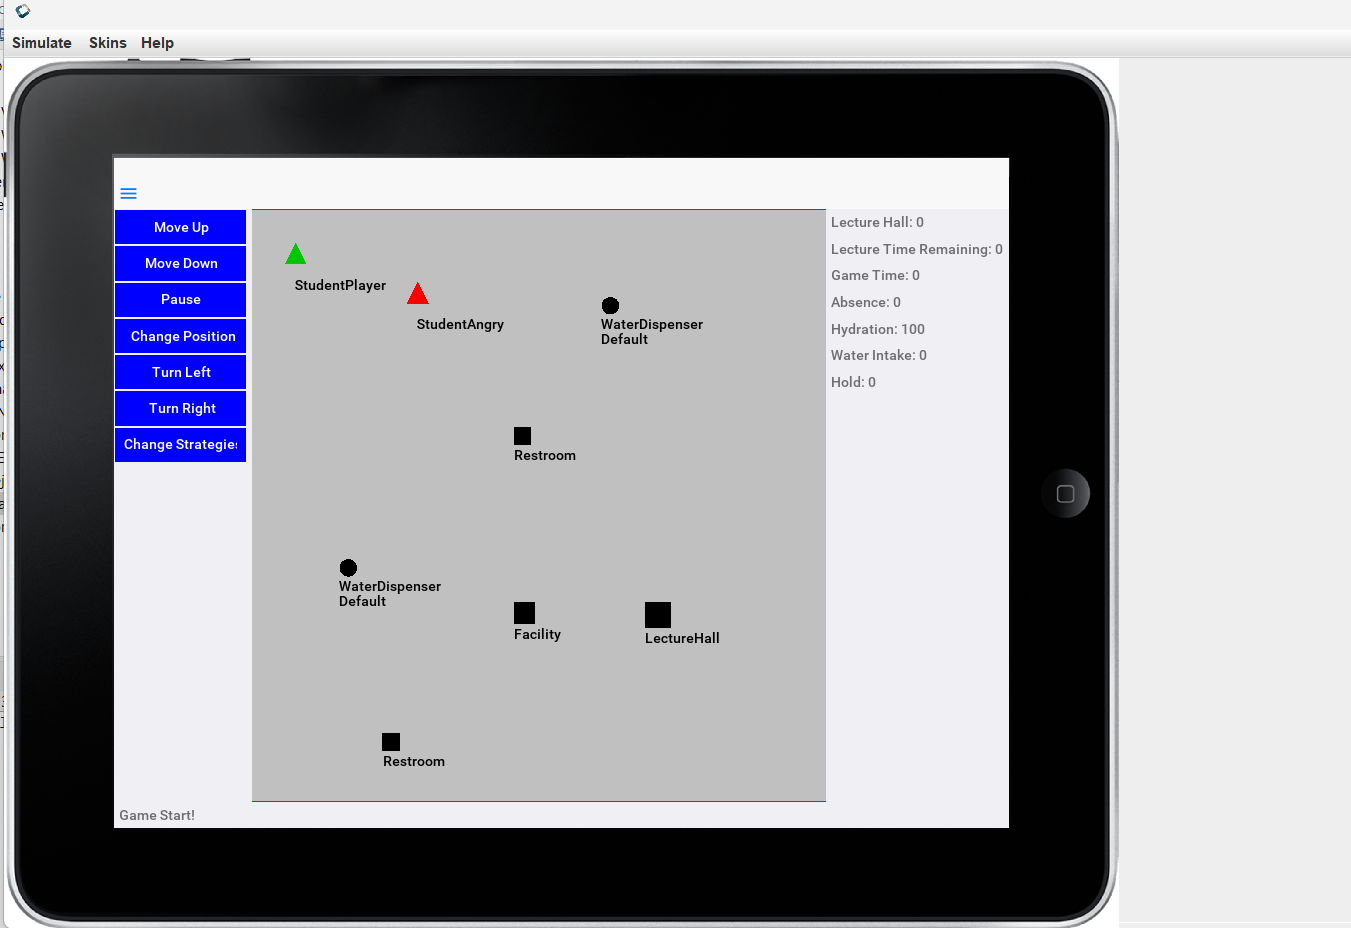 Simulate Skins Help
Move Up
Move Down
Pause
Change Position
Turn Left
Turn Right
Change Strategies
StudentPlayer
StudentAngry
WaterDispenser
Default
Restroom
WaterDispenser
Default
Facility
LectureHall
Restroom
Lecture Hall: 0
Lecture Time Remaining: 0
Game Time: 0
Absence: 0
Hydration: 100
Water Intake: 0
Hold: 0
Game Start!